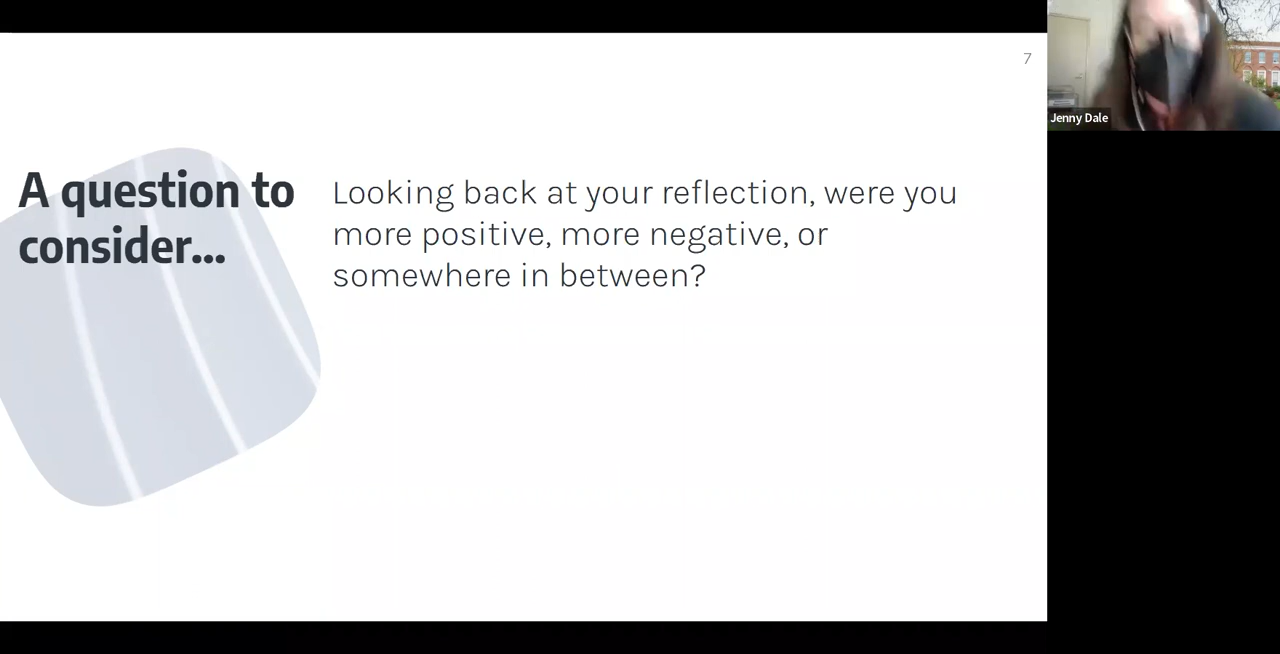 7
A question to
consider...
Looking back at your reflection, were you
more positive, more negative, or
somewhere in between?
Jenny Dale